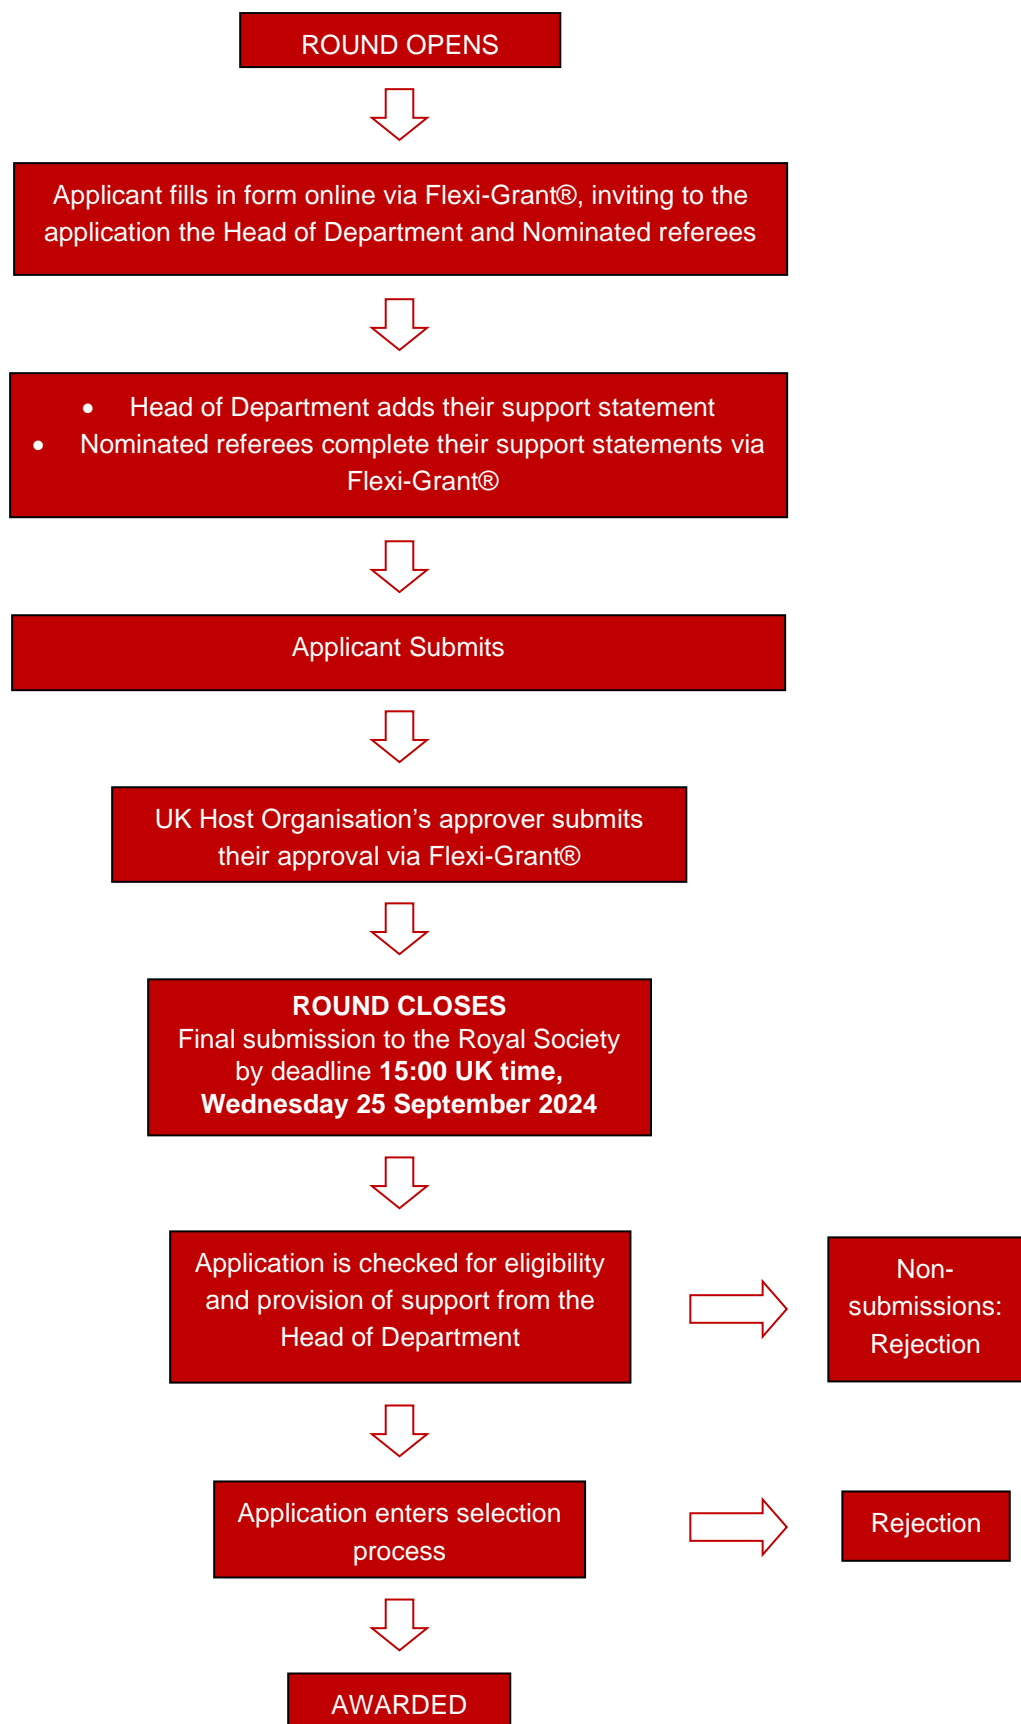 ROUND OPENS
Applicant fills in form online via Flexi-Grant®, inviting to the
application the Head of Department and Nominated referees
• Head of Department adds their support statement
• Nominated referees complete their support statements via
Flexi-Grant®
Applicant Submits
UK Host Organisation’s approver submits
their approval via Flexi-Grant®
ROUND CLOSES
Final submission to the Royal Society
by deadline 15:00 UK time,
Wednesday 25 September 2024
Application is checked for eligibility
and provision of support from the
Head of Department
Non-
submissions:
Rejection
Application enters selection
process
Rejection
AWARDED